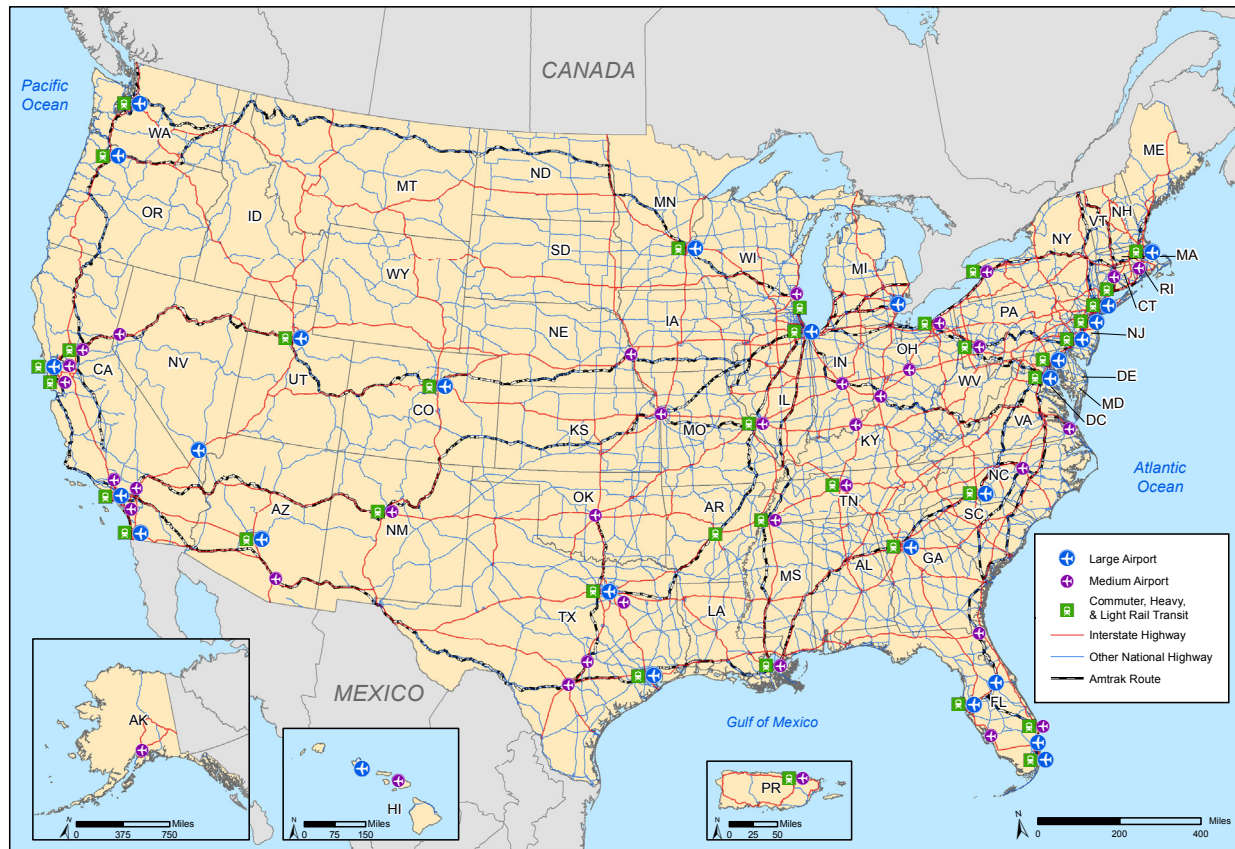 CANADA
Pacific
Ocean
WA
MT
ND
MN
ME
OR
ID
SD
WI
MI
NY
VT
NH
MA
RI
CT
WY
IA
PA
NJ
NE
NV
CA
UT
CO
IL
IN
OH
WV
DE
MD
DC
VA
KS
MO
KY
Atlantic
Ocean
AZ
NM
OK
AR
TN
NC
SC
MS
AL
GA
TX
LA
FL
MEXICO
Gulf of Mexico
Large Airport
Medium Airport
Commuter, Heavy,
& Light Rail Transit
Interstate Highway
Other National Highway
Amtrak Route
AK
N
Miles
0 375 750
HI
N
Miles
0 75 150
PR
N
Miles
0 25 50
N
Miles
0 200 400